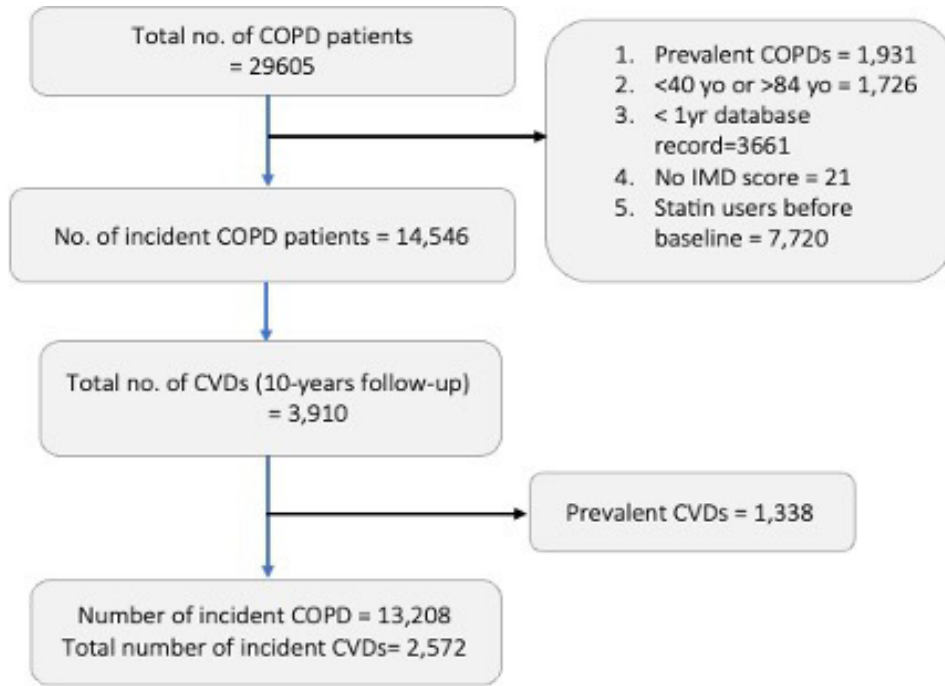 Total no. of COPD patients
= 29605
1. Prevalent COPDs = 1,931
2. <40 yo or >84 yo = 1,726
3. < 1yr database
record=3661
4. No IMD score = 21
5. Statin users before
baseline = 7,720
No. of incident COPD patients = 14,546
Total no. of CVDs (10-years follow-up)
= 3,910
Prevalent CVDs = 1,338
Number of incident COPD = 13,208
Total number of incident CVDs= 2,572